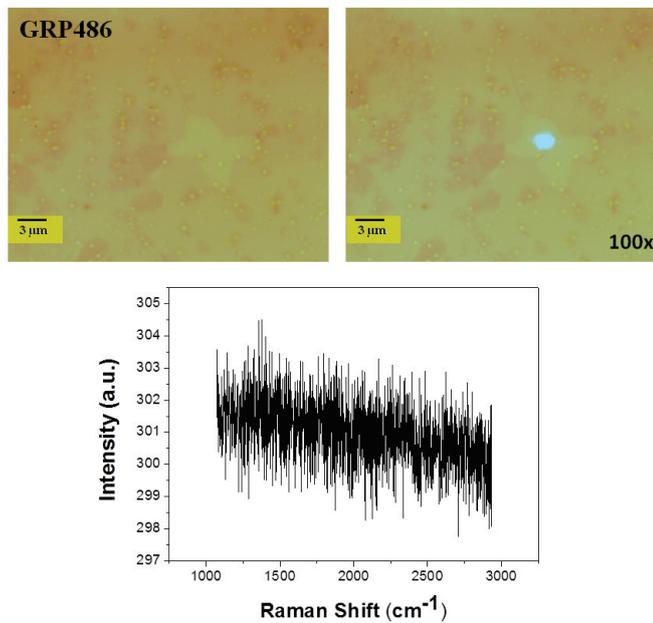 GRP486
3 μm
3 μm
100x
305
304
303
302
301
300
299
298
297
Intensity (a.u.)
1000
1500
2000
2500
3000
Raman Shift (cm-1)